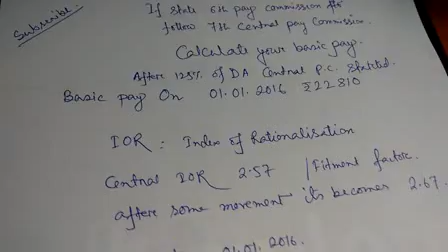 Subscribe.
If state 6th pay commission
follow 7th Central pay Commission.
Calculate your basic pay.
After 125% of DA Central P.C. Started
Basic pay on 01.01.2016 ₹22.810
IOR : Index of Rationalisation
Central IOR 2.57 / Fitment factor
after some movement its becomes 2.67.
01.01.2016.